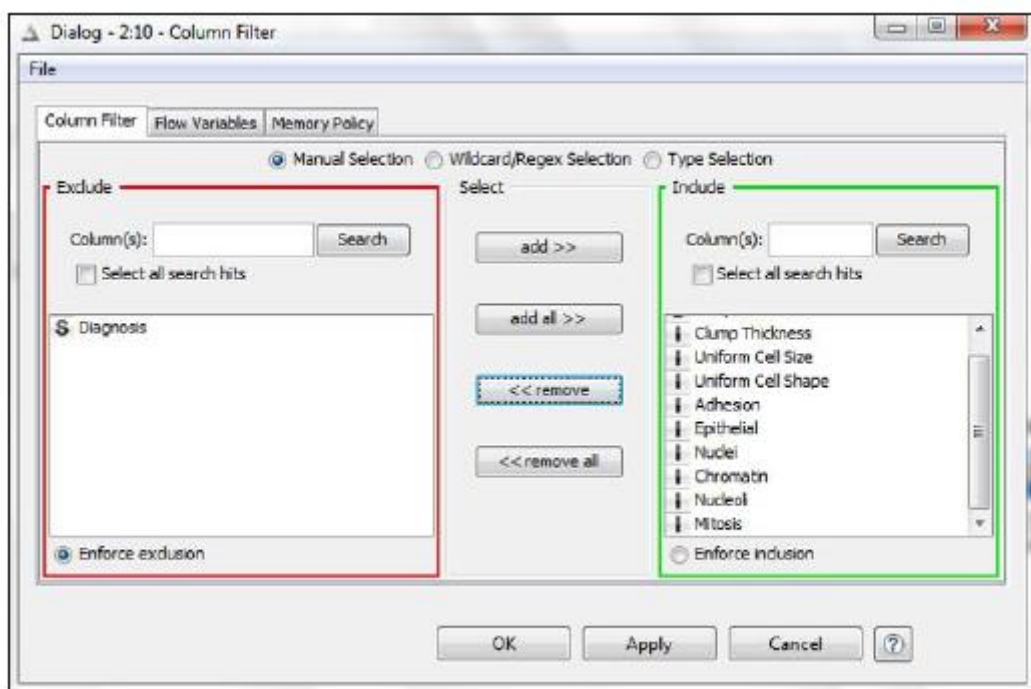 Dialog - 2:10 - Column Filter
File
Column Filter Flow Variables Memory Policy
Manual Selection Wildcard/Regex Selection Type Selection
Exclude
Column(s): Search
Select all search hits
S Diagnosis
Enforce exclusion
Select
add >>
add all >>
<< remove
<< remove all
Include
Column(s): Search
Select all search hits
I Clump Thickness
I Uniform Cell Size
I Uniform Cell Shape
I Adhesion
I Epithelial
I Nuclei
I Chromatin
I Nucleoli
I Mitosis
Enforce inclusion
OK Apply Cancel ?